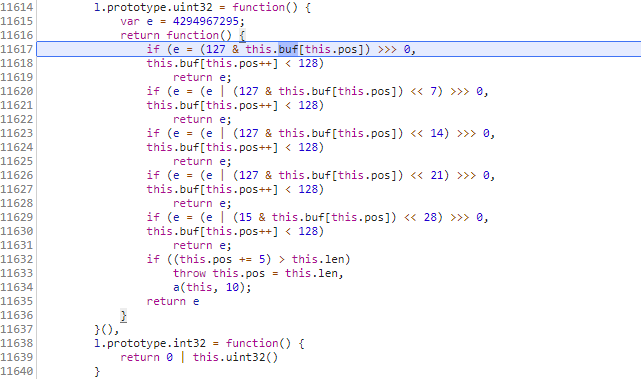 11614 l.prototype.uint32 = function() {
11615 var e = 4294967295;
11616 return function() {
11617 if (e = (127 & this.buf[this.pos]) >>> 0,
11618 this.buf[this.pos++] < 128)
11619 return e;
11620 if (e = (e | (127 & this.buf[this.pos]) << 7) >>> 0,
11621 this.buf[this.pos++] < 128)
11622 return e;
11623 if (e = (e | (127 & this.buf[this.pos]) << 14) >>> 0,
11624 this.buf[this.pos++] < 128)
11625 return e;
11626 if (e = (e | (127 & this.buf[this.pos]) << 21) >>> 0,
11627 this.buf[this.pos++] < 128)
11628 return e;
11629 if (e = (e | (15 & this.buf[this.pos]) << 28) >>> 0,
11630 this.buf[this.pos++] < 128)
11631 return e;
11632 if ((this.pos += 5) > this.len)
11633 throw this.pos = this.len,
11634 a(this, 10);
11635 return e
11636 }
11637 }(),
11638 l.prototype.int32 = function() {
11639 return 0 | this.uint32()
11640 }